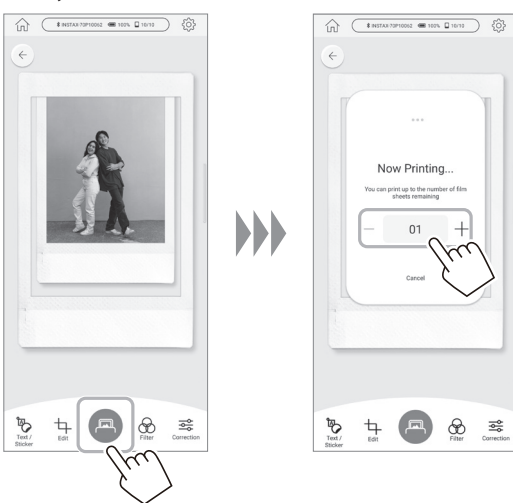 INSTAX-70P10062 100% 10/10
Text /
Sticker
Edit
Filter
Correction
INSTAX-70P10062 100% 10/10
Now Printing...
You can print up to the number of film
sheets remaining
01
Cancel
Text /
Sticker
Edit
Filter
Correction